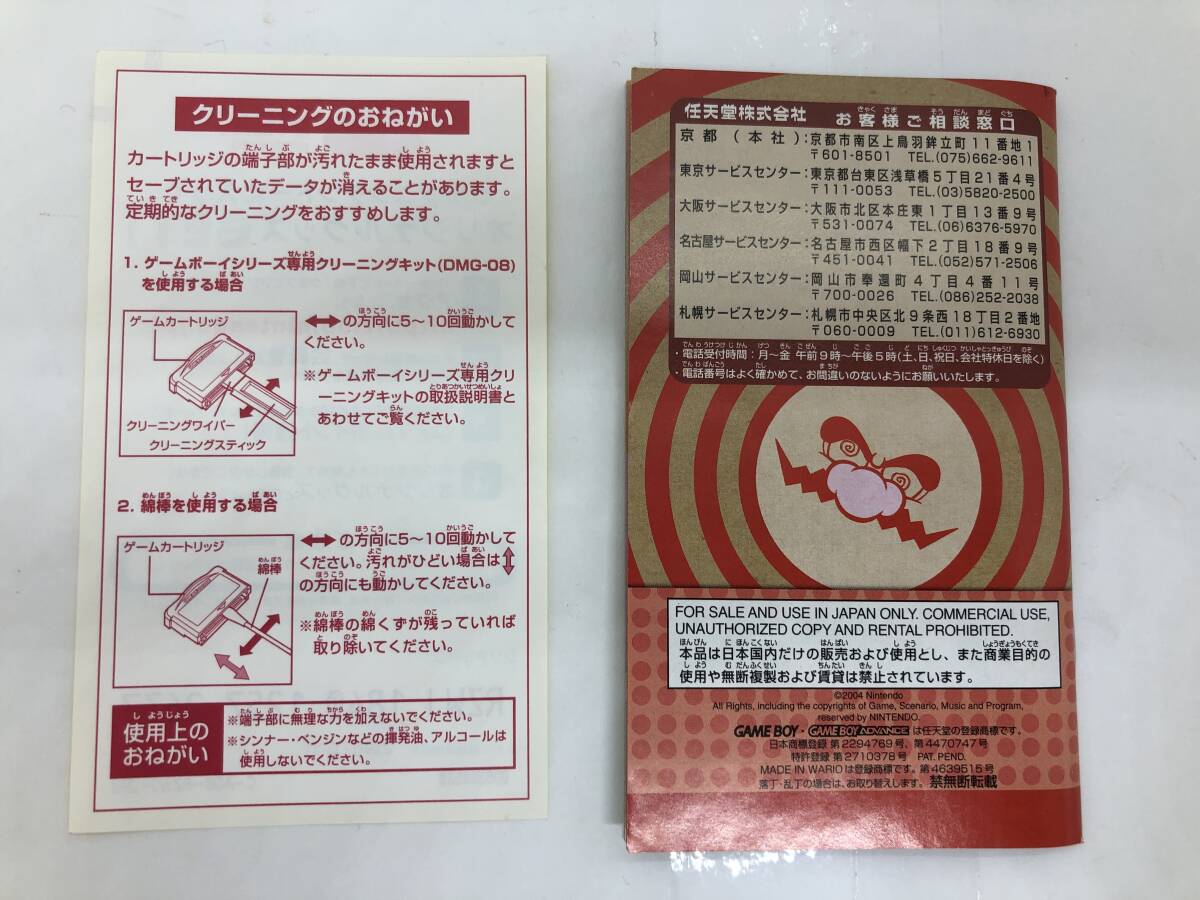 クリーニングのおねがい
カートリッジの端子部が汚れたまま使用されますと
セーブされていたデータが消えることがあります。
定期的なクリーニングをおすすめします。
1. ゲームボーイシリーズ専用クリーニングキット(DMG-08)
を使用する場合
ゲームカートリッジ
クリーニングワイパー
クリーニングスティック
⟷の方向に5〜10回動かして
ください。
※ゲームボーイシリーズ専用クリ
ーニングキットの取扱説明書と
あわせてご覧ください。
2. 綿棒を使用する場合
ゲームカートリッジ
綿棒
⟷の方向に5〜10回動かして
ください。汚れがひどい場合は↕
の方向にも動かしてください。
※綿棒の綿くずが残っていれば
取り除いてください。
使用上の
おねがい
※端子部に無理な力を加えないでください。
※シンナー・ベンジンなどの揮発油、アルコールは
使用しないでください。
任天堂株式会社 お客様ご相談窓口
京都(本社):京都市南区上鳥羽鉾立町11番地1
〒601-8501 TEL.(075)662-9611
東京サービスセンター:東京都台東区浅草橋5丁目21番4号
〒111-0053 TEL.(03)5820-2500
大阪サービスセンター:大阪市北区本庄東1丁目13番9号
〒531-0074 TEL.(06)6376-5970
名古屋サービスセンター:名古屋市西区幅下2丁目18番9号
〒451-0041 TEL.(052)571-2506
岡山サービスセンター:岡山市奉還町4丁目4番11号
〒700-0026 TEL.(086)252-2038
札幌サービスセンター:札幌市中央区北9条西18丁目2番地
〒060-0009 TEL.(011)612-6930
・電話受付時間:月〜金 午前9時〜午後5時(土、日、祝日、会社特休日を除く)
・電話番号はよく確かめて、お間違いのないようにお願いいたします。
FOR SALE AND USE IN JAPAN ONLY. COMMERCIAL USE,
UNAUTHORIZED COPY AND RENTAL PROHIBITED.
本品は日本国内だけの販売および使用とし、また商業目的の
使用や無断複製および賃貸は禁止されています。
©2004 Nintendo
All Rights, including the copyrights of Game, Scenario, Music and Program,
reserved by NINTENDO.
GAME BOY・GAME BOY ADVANCE は任天堂の登録商標です。
日本商標登録 第2294769号、第4470747号
特許登録 第2710378号 PAT. PEND.
MADE IN WARIOは登録商標です。第4639515号
落丁・乱丁の場合は、お取り替えします。禁無断転載